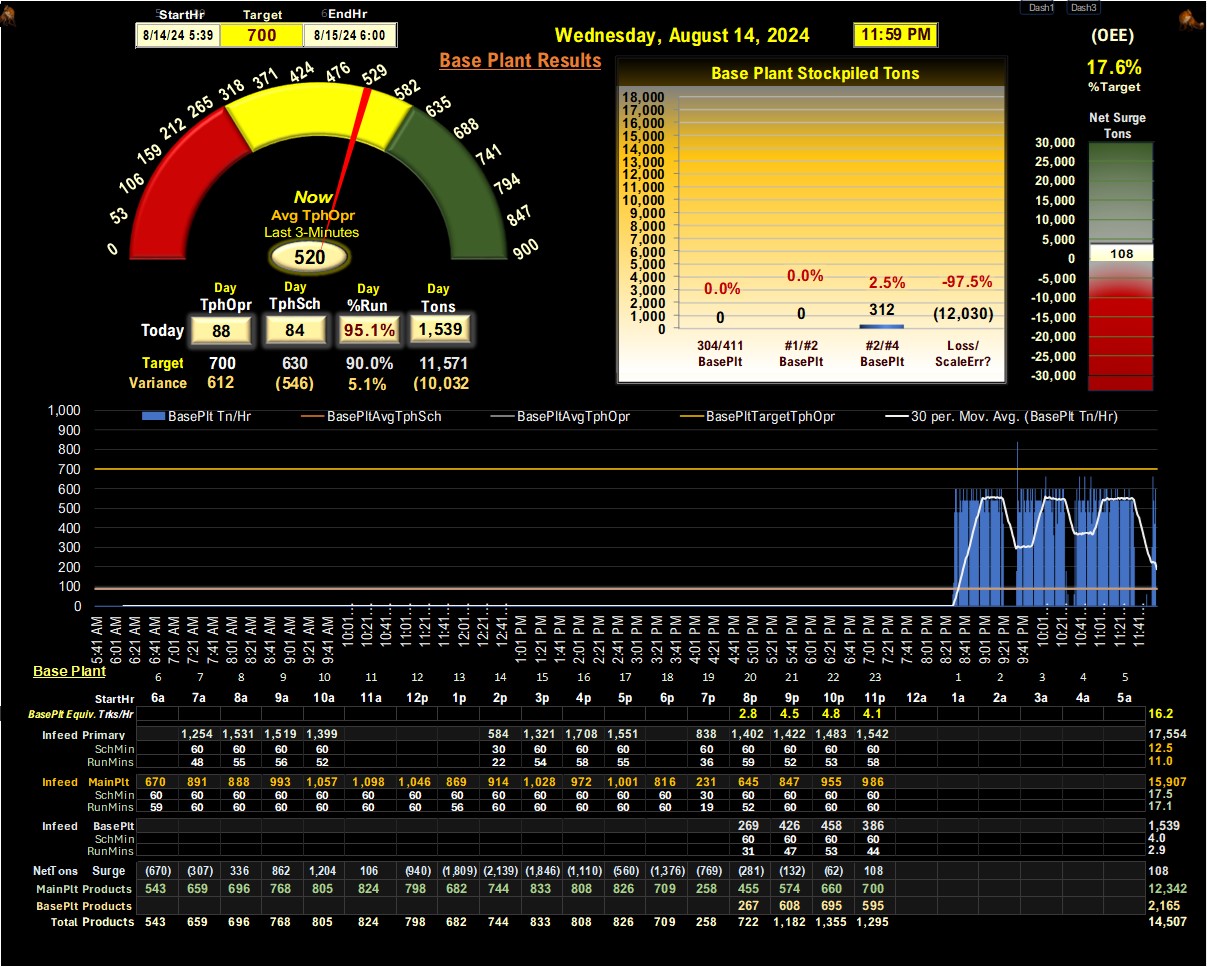 Dash1 Dash3
StartHr Target EndHr
8/14/24 5:39 700 8/15/24 6:00
Wednesday, August 14, 2024 11:59 PM
(OEE)
17.6%
%Target
Base Plant Results
0 53 106 159 212 265 318 371 424 476 529 582 635 688 741 794 847 900
Now
Avg TphOpr
Last 3-Minutes
520
Day Day Day Day
TphOpr TphSch %Run Tons
Today 88 84 95.1% 1,539
Target 700 630 90.0% 11,571
Variance 612 (546) 5.1% (10,032
Base Plant Stockpiled Tons
18,000
17,000
16,000
15,000
14,000
13,000
12,000
11,000
10,000
9,000
8,000
7,000
6,000
5,000
4,000
3,000
2,000
1,000
0
0.0% 0.0% 2.5% -97.5%
0 0 312 (12,030)
304/411 #1/#2 #2/#4 Loss/
BasePlt BasePlt BasePlt ScaleErr?
Net Surge
Tons
30,000
25,000
20,000
15,000
10,000
5,000
0
-5,000
-10,000
-15,000
-20,000
-25,000
-30,000
108
BasePlt Tn/Hr BasePltAvgTphSch BasePltAvgTphOpr BasePltTargetTphOpr 30 per. Mov. Avg. (BasePlt Tn/Hr)
1,000
900
800
700
600
500
400
300
200
100
0
5:44 AM 6:00 AM 6:21 AM 6:41 AM 7:01 AM 7:21 AM 7:41 AM 8:01 AM 8:21 AM 8:41 AM 9:01 AM 9:21 AM 9:44 AM 10:01... 10:21... 10:41... 11:01... 11:21... 11:41... 12:01... 12:21... 12:41... 1:01 PM 1:21 PM 1:41 PM 2:01 PM 2:21 PM 2:41 PM 3:01 PM 3:21 PM 3:41 PM 4:01 PM 4:21 PM 4:41 PM 5:01 PM 5:21 PM 5:41 PM 6:01 PM 6:21 PM 6:41 PM 7:01 PM 7:21 PM 7:41 PM 8:01 PM 8:21 PM 8:41 PM 9:01 PM 9:21 PM 9:44 PM 10:01... 10:21... 10:41... 11:01... 11:21... 11:41...
Base Plant
6 7 8 9 10 11 12 13 14 15 16 17 18 19 20 21 22 23 0 1 2 3 4 5
StartHr 6a 7a 8a 9a 10a 11a 12p 1p 2p 3p 4p 5p 6p 7p 8p 9p 10p 11p 12a 1a 2a 3a 4a 5a
BasePlt Equiv. Trks/Hr 2.8 4.5 4.8 4.1 16.2
Infeed Primary 1,254 1,531 1,519 1,399 584 1,321 1,708 1,551 838 1,402 1,422 1,483 1,542 17,554
SchMin 60 60 60 60 30 60 60 60 60 60 60 60 60 12.5
RunMins 48 55 56 52 22 54 58 55 36 59 52 53 58 11.0
Infeed MainPlt 670 891 888 993 1,057 1,098 1,046 869 914 1,028 972 1,001 816 231 645 847 955 986 15,907
SchMin 60 60 60 60 60 60 60 60 60 60 60 60 60 30 60 60 60 60 17.5
RunMins 59 60 60 60 60 60 60 56 60 60 60 60 60 19 52 60 60 60 17.1
Infeed BasePlt 269 426 458 386 1,539
SchMin 60 60 60 60 4.0
RunMins 31 47 53 44 2.9
NetTons Surge (670) (307) 336 862 1,204 106 (940) (1,809) (2,139) (1,846) (1,110) (560) (1,376) (769) (281) (132) (62) 108 108
MainPlt Products 543 659 696 768 805 824 798 682 744 833 808 826 709 258 455 574 660 700 12,342
BasePlt Products 267 608 695 595 2,165
Total Products 543 659 696 768 805 824 798 682 744 833 808 826 709 258 722 1,182 1,355 1,295 14,507